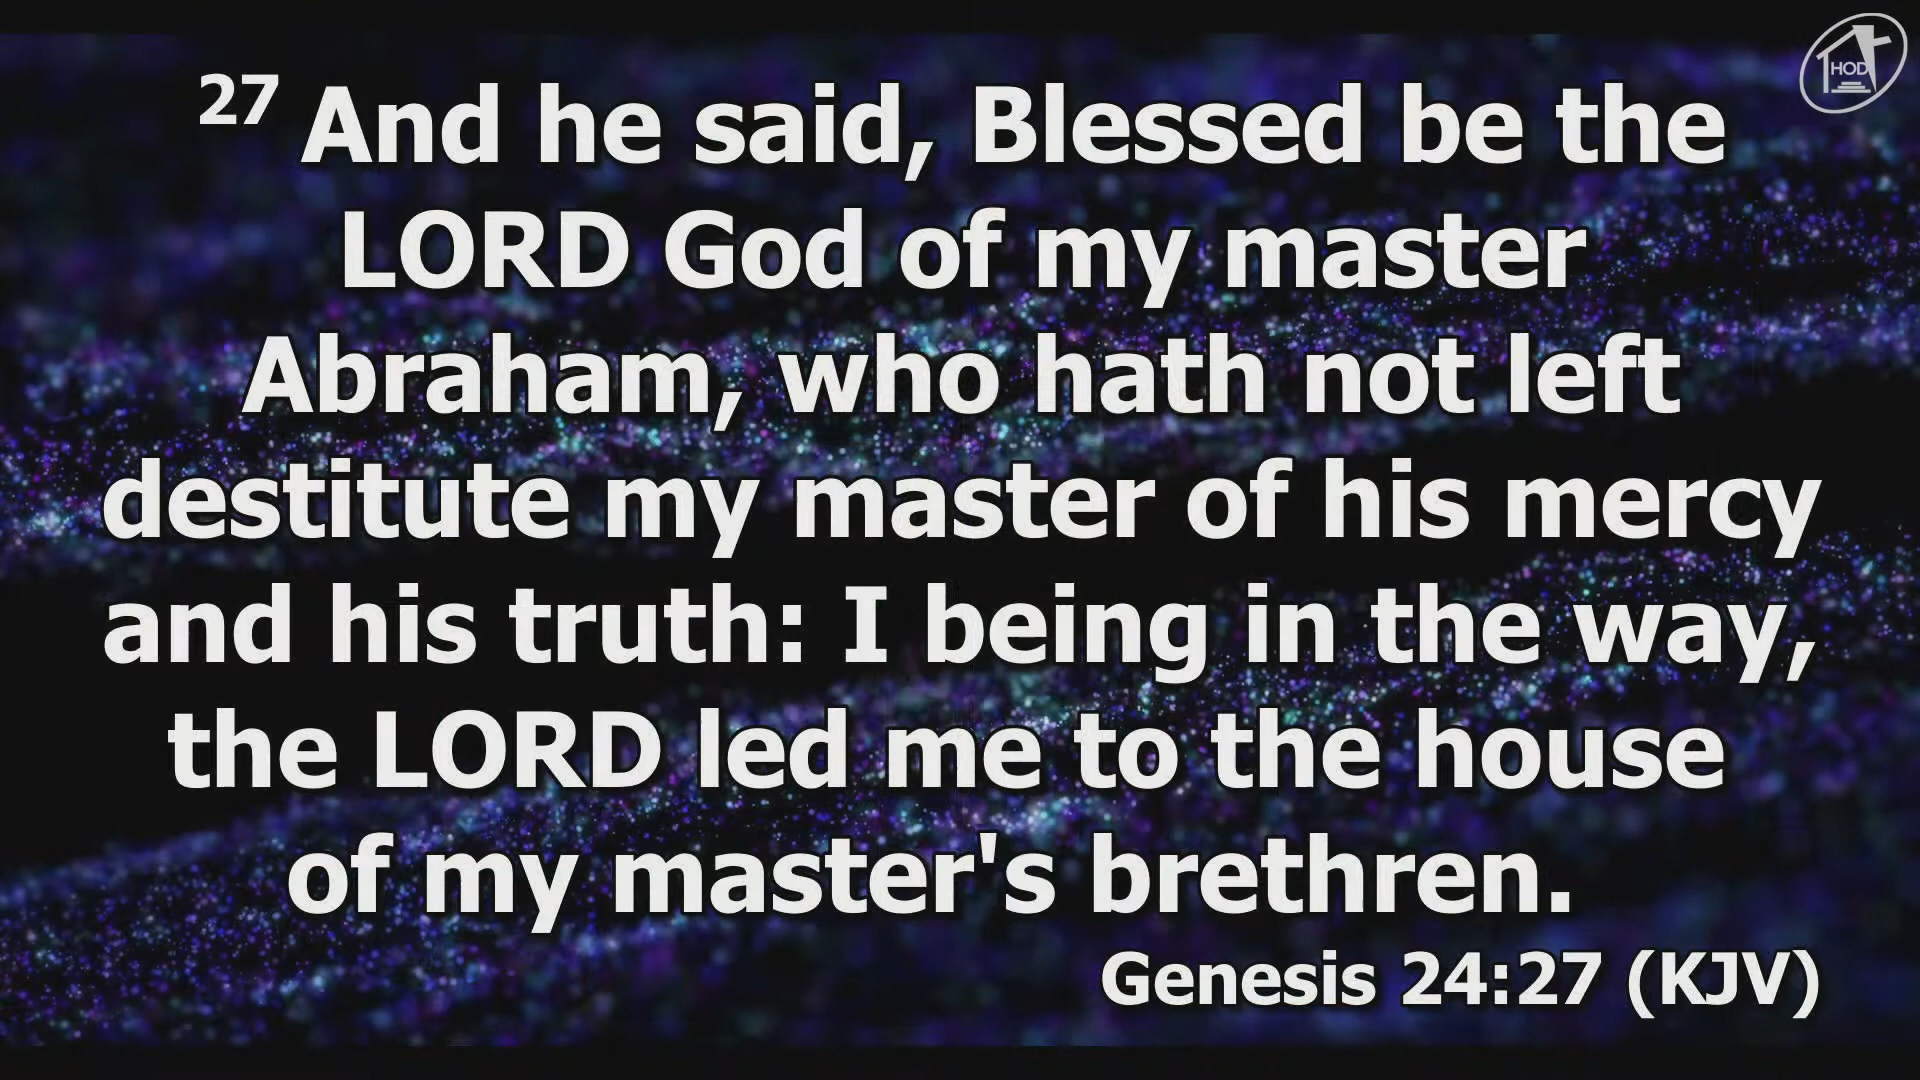 HOD
27 And he said, Blessed be the
LORD God of my master
Abraham, who hath not left
destitute my master of his mercy
and his truth: I being in the way,
the LORD led me to the house
of my master's brethren.
Genesis 24:27 (KJV)